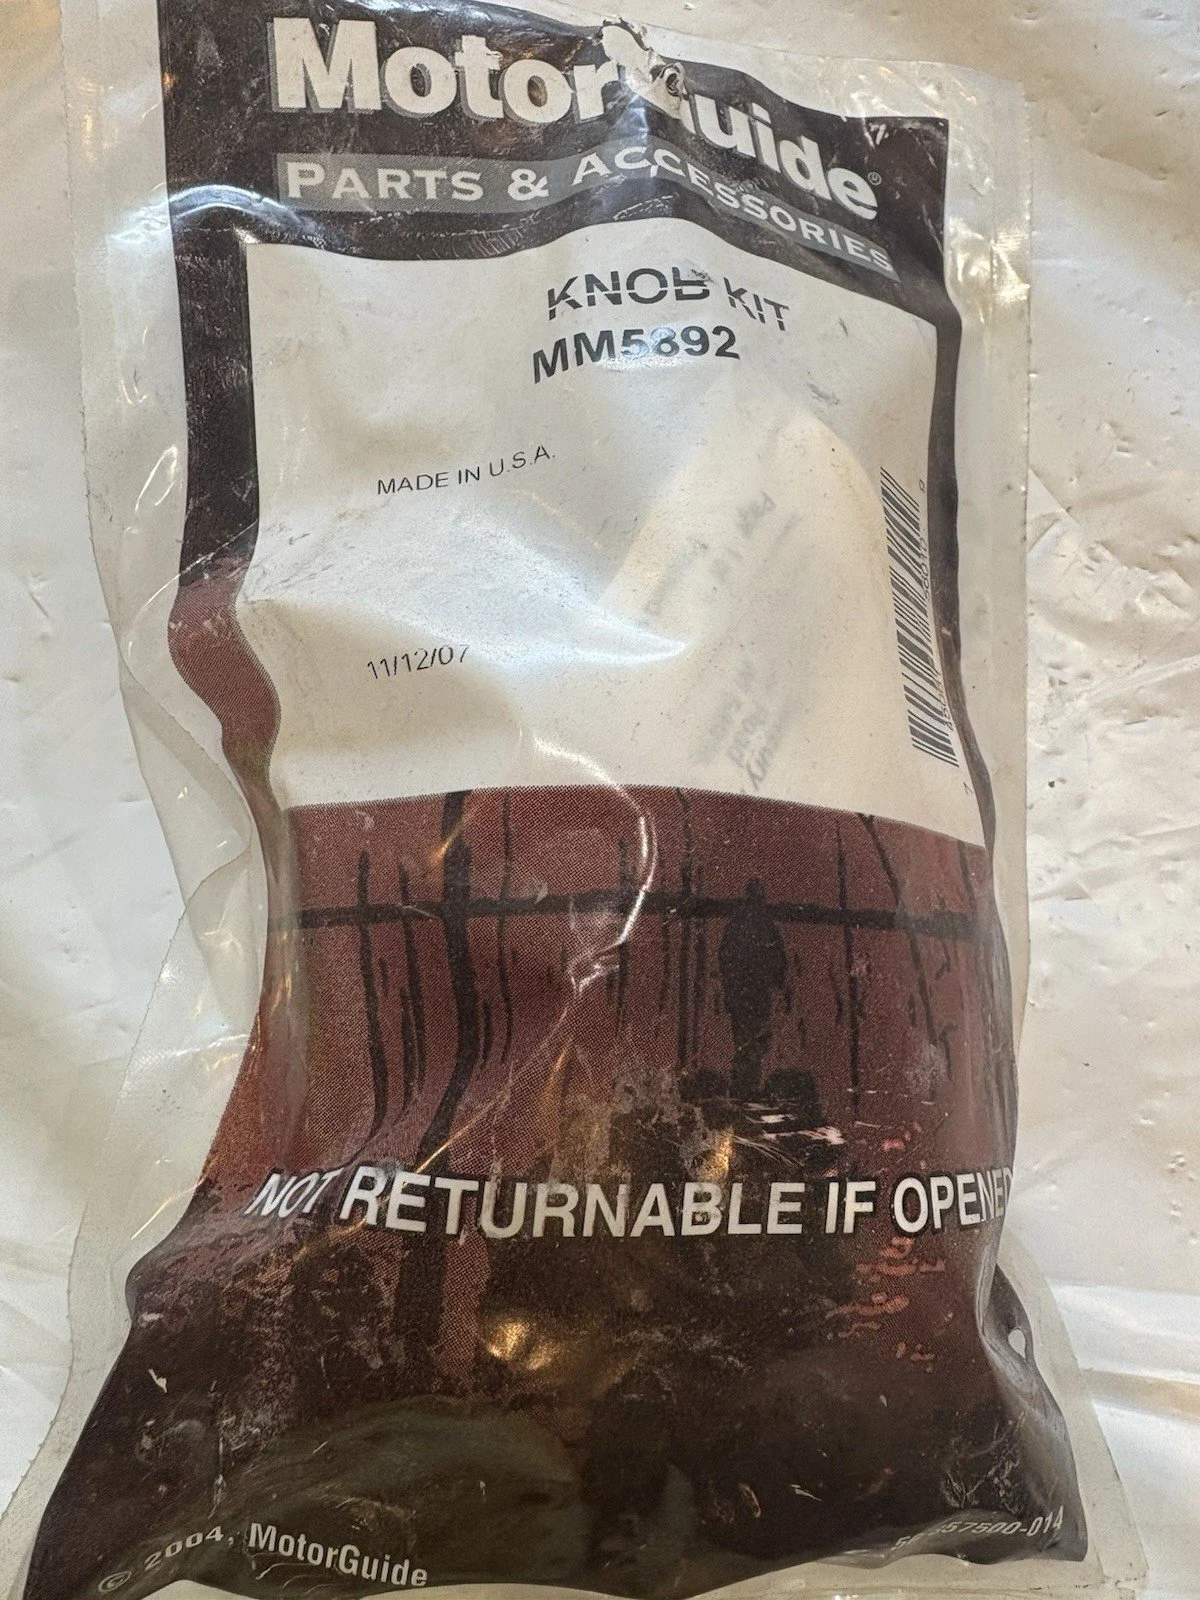 MotorGuide®
PARTS & ACCESSORIES
KNOB KIT
MM5892
MADE IN U.S.A.
11/12/07
NOT RETURNABLE IF OPENED
© 2004, MotorGuide